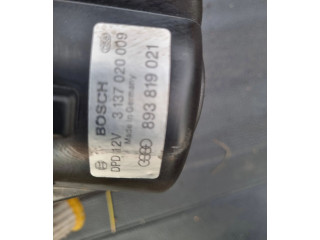 BOSCH
DPD 12V 3 137 020 009
Made in Germany
893 819 021